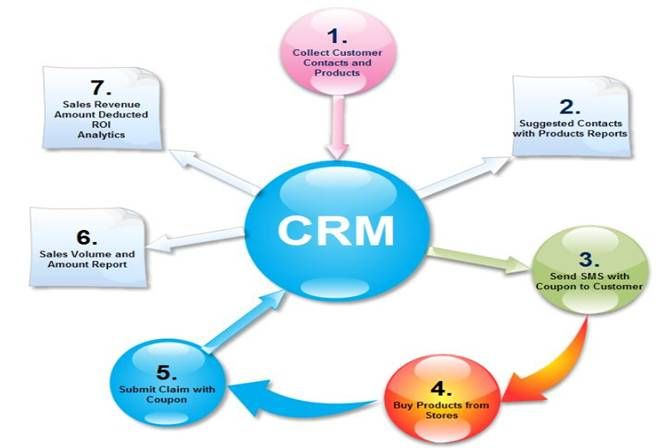 1.
Collect Customer
Contacts and
Products
2.
Suggested Contacts
with Products Reports
3.
Send SMS with
Coupon to Customer
4.
Buy Products from
Stores
5.
Submit Claim with
Coupon
6.
Sales Volume and
Amount Report
7.
Sales Revenue
Amount Deducted
ROI
Analytics
CRM